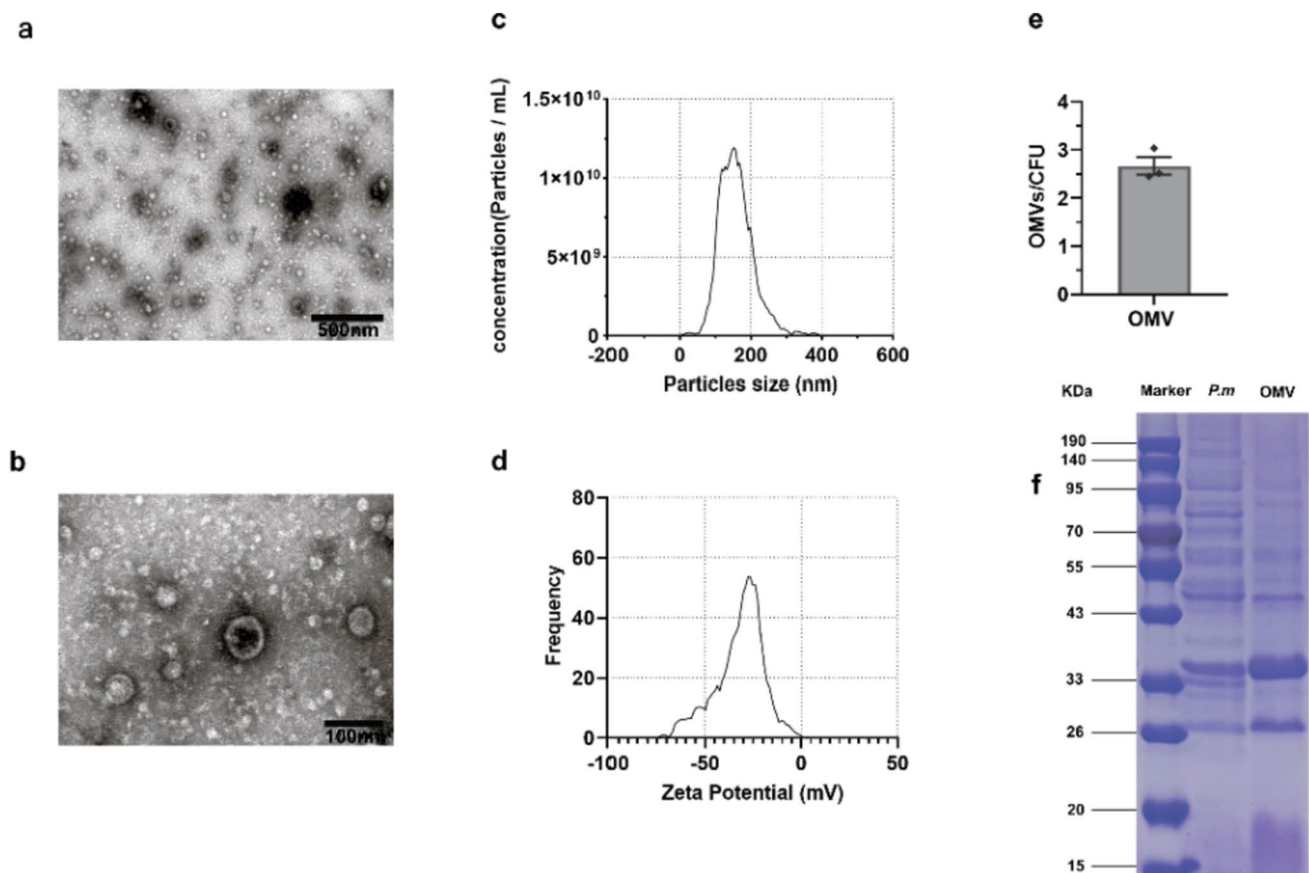 a
500nm
b
100nm
c
concentration(Particles / mL)
1.5×10¹⁰
1×10¹⁰
5×10⁹
0
-200 0 200 400 600
Particles size (nm)
d
Frequency
80
60
40
20
0
-100 -50 0 50
Zeta Potential (mV)
e
OMVs/CFU
4
3
2
1
0
OMV
KDa Marker P.m OMV
190
140
f
95
70
55
43
33
26
20
15